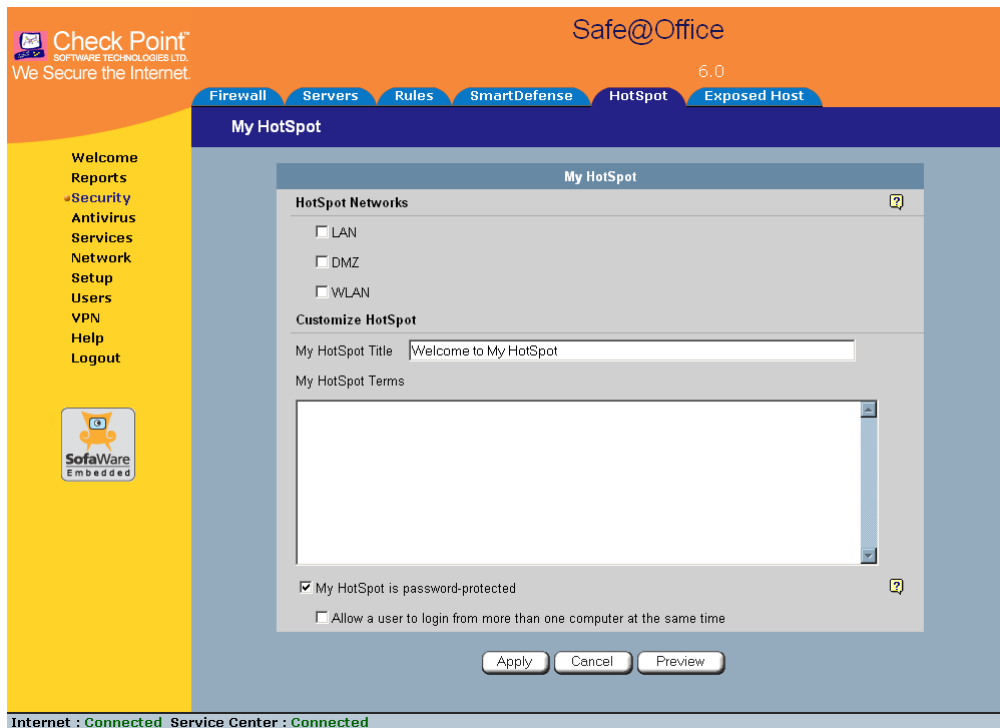 Check Point™
SOFTWARE TECHNOLOGIES LTD.
We Secure the Internet.
Safe@Office
6.0
Firewall Servers Rules SmartDefense HotSpot Exposed Host
My HotSpot
Welcome
Reports
Security
Antivirus
Services
Network
Setup
Users
VPN
Help
Logout
SofaWare
Embedded
My HotSpot
HotSpot Networks ?
LAN
DMZ
WLAN
Customize HotSpot
My HotSpot Title Welcome to My HotSpot
My HotSpot Terms
My HotSpot is password-protected ?
Allow a user to login from more than one computer at the same time
Apply Cancel Preview
Internet : Connected Service Center : Connected